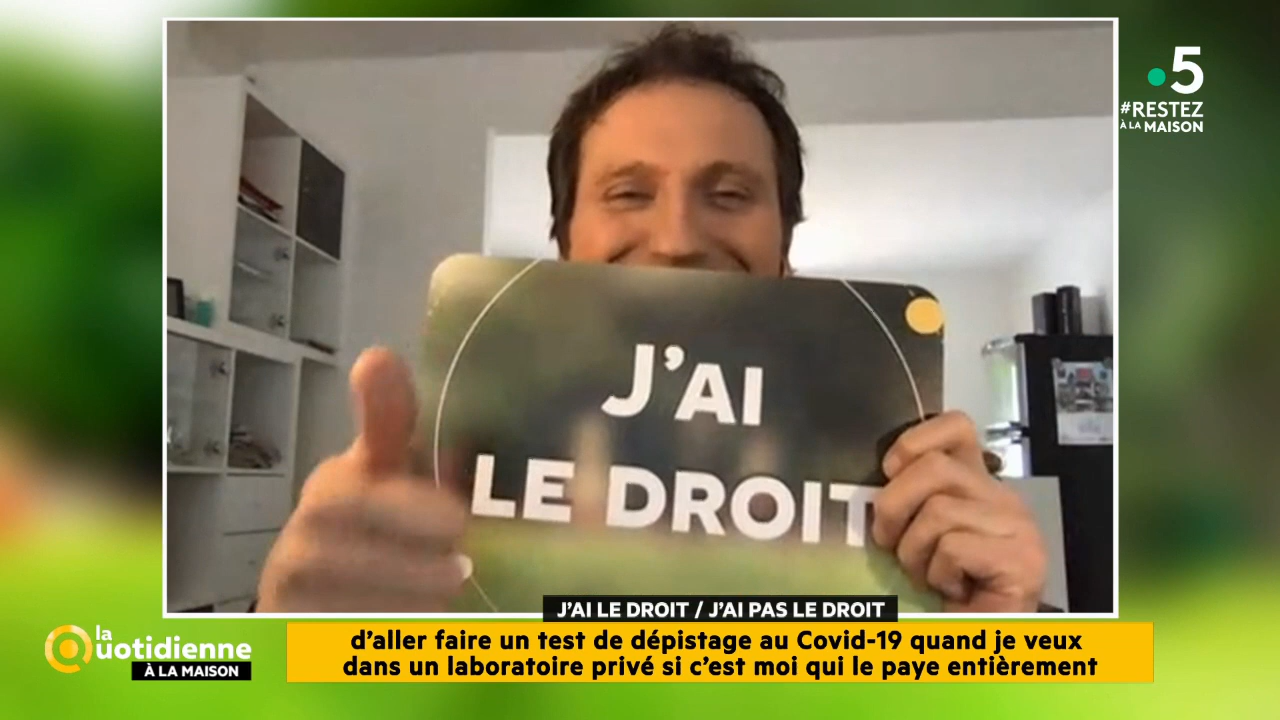 5
#RESTEZ
À LA MAISON
J'AI
LE DROIT
J'AI LE DROIT / J'AI PAS LE DROIT
la
Quotidienne
À LA MAISON
d'aller faire un test de dépistage au Covid-19 quand je veux
dans un laboratoire privé si c'est moi qui le paye entièrement